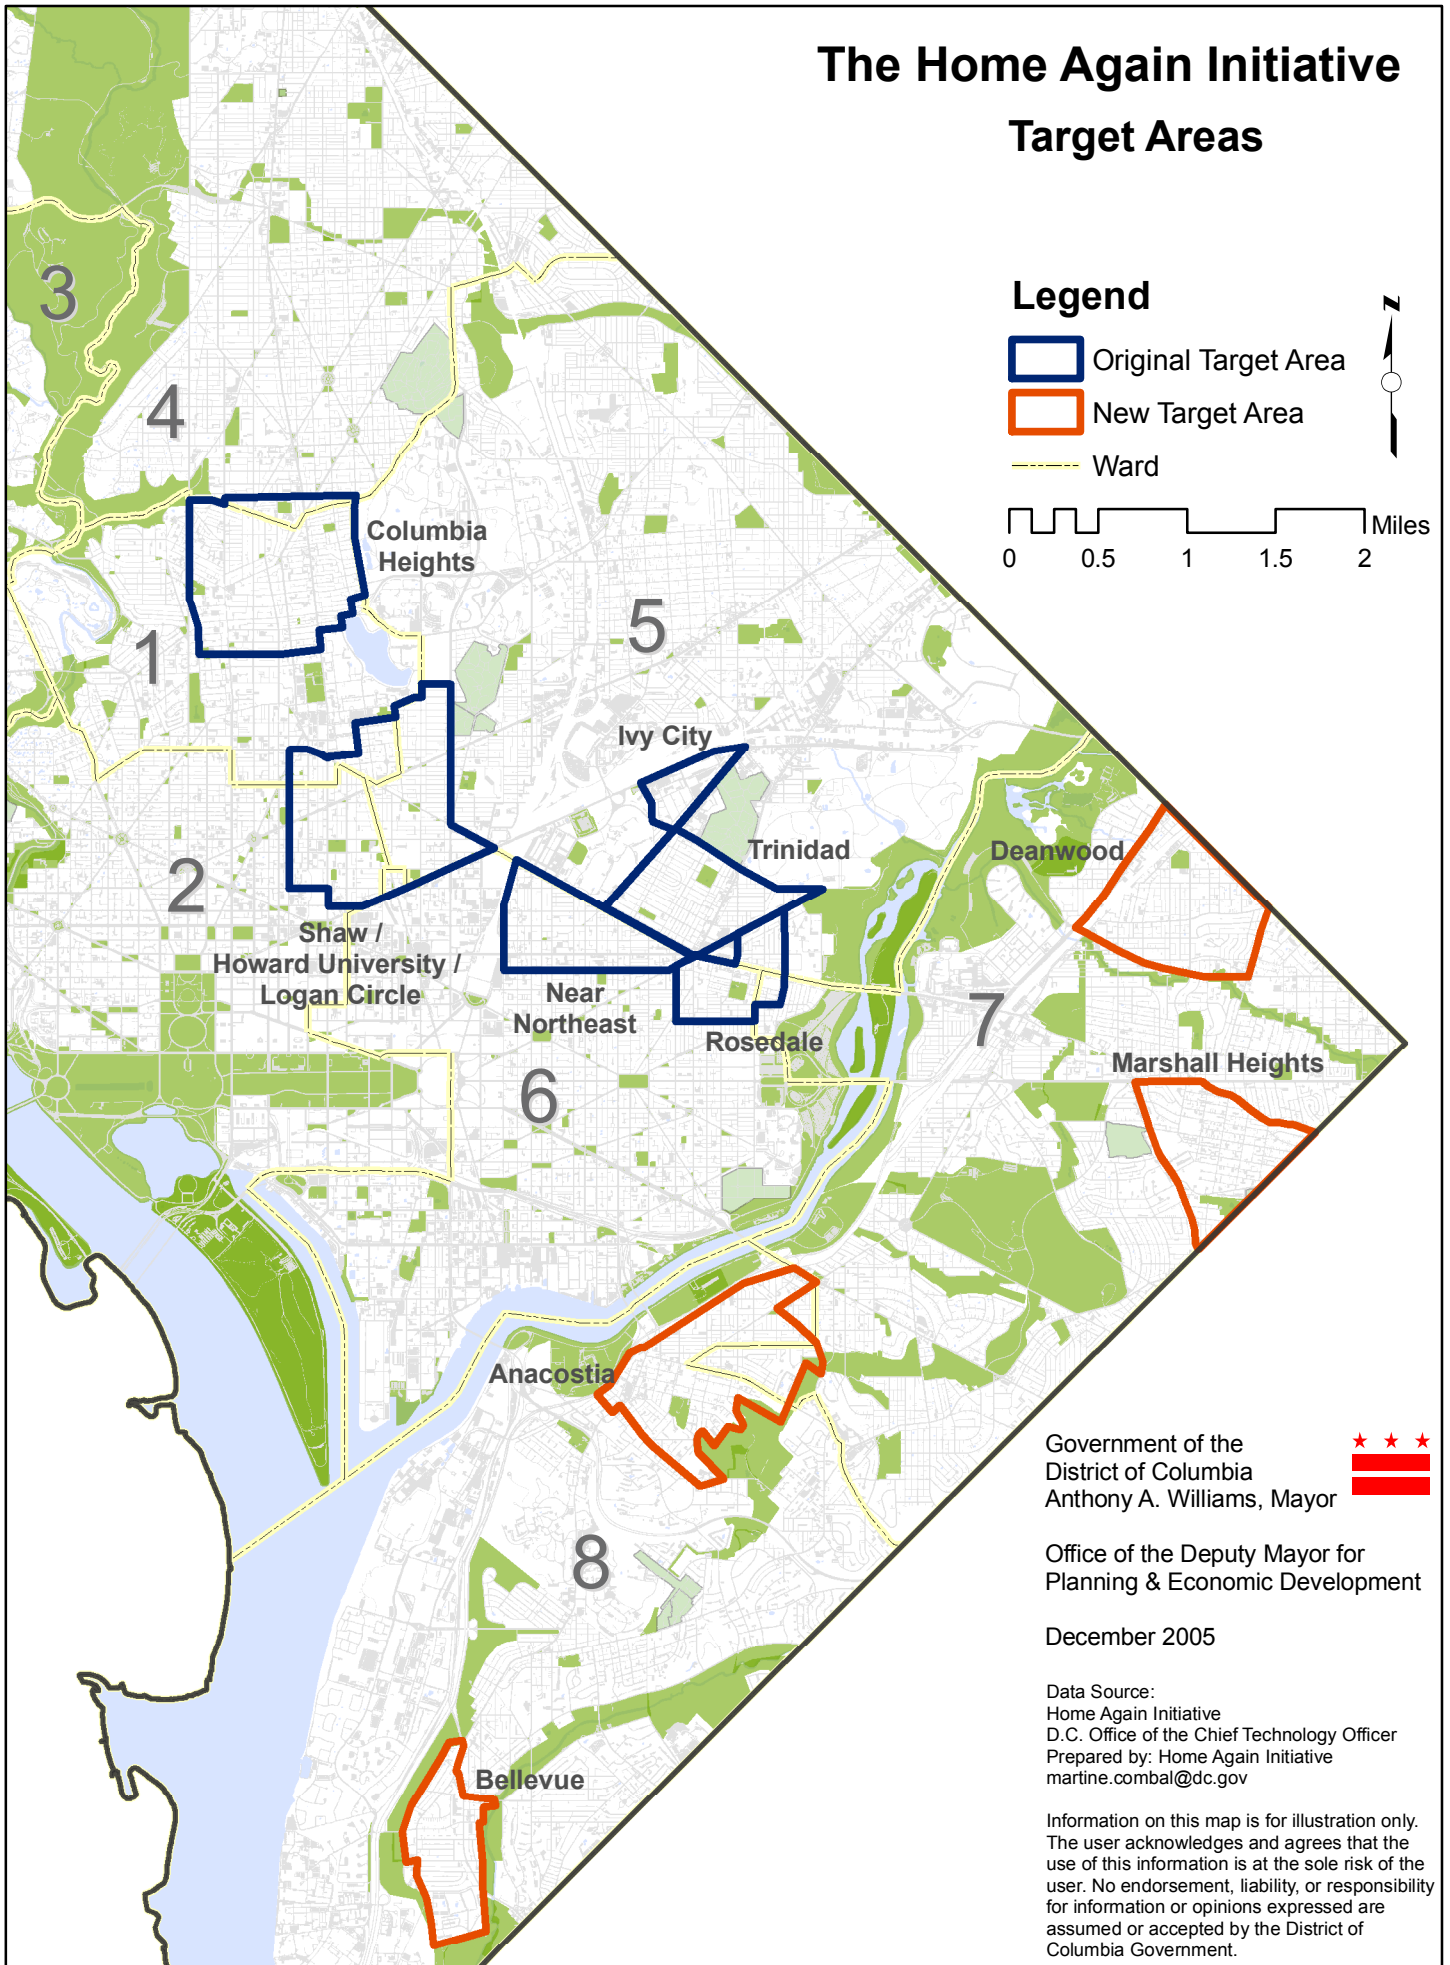 The Home Again Initiative
Target Areas
Legend
Original Target Area
New Target Area
Ward
N
Miles
0 0.5 1 1.5 2
3
4
Columbia
Heights
5
1
Ivy City
Trinidad
Deanwood
2
Shaw /
Howard University /
Logan Circle
Near
Northeast
Rosedale
7
Marshall Heights
6
Anacostia
8
Bellevue
Government of the
District of Columbia
Anthony A. Williams, Mayor
Office of the Deputy Mayor for
Planning & Economic Development
December 2005
Data Source:
Home Again Initiative
D.C. Office of the Chief Technology Officer
Prepared by: Home Again Initiative
martine.combal@dc.gov
Information on this map is for illustration only.
The user acknowledges and agrees that the
use of this information is at the sole risk of the
user. No endorsement, liability, or responsibility
for information or opinions expressed are
assumed or accepted by the District of
Columbia Government.